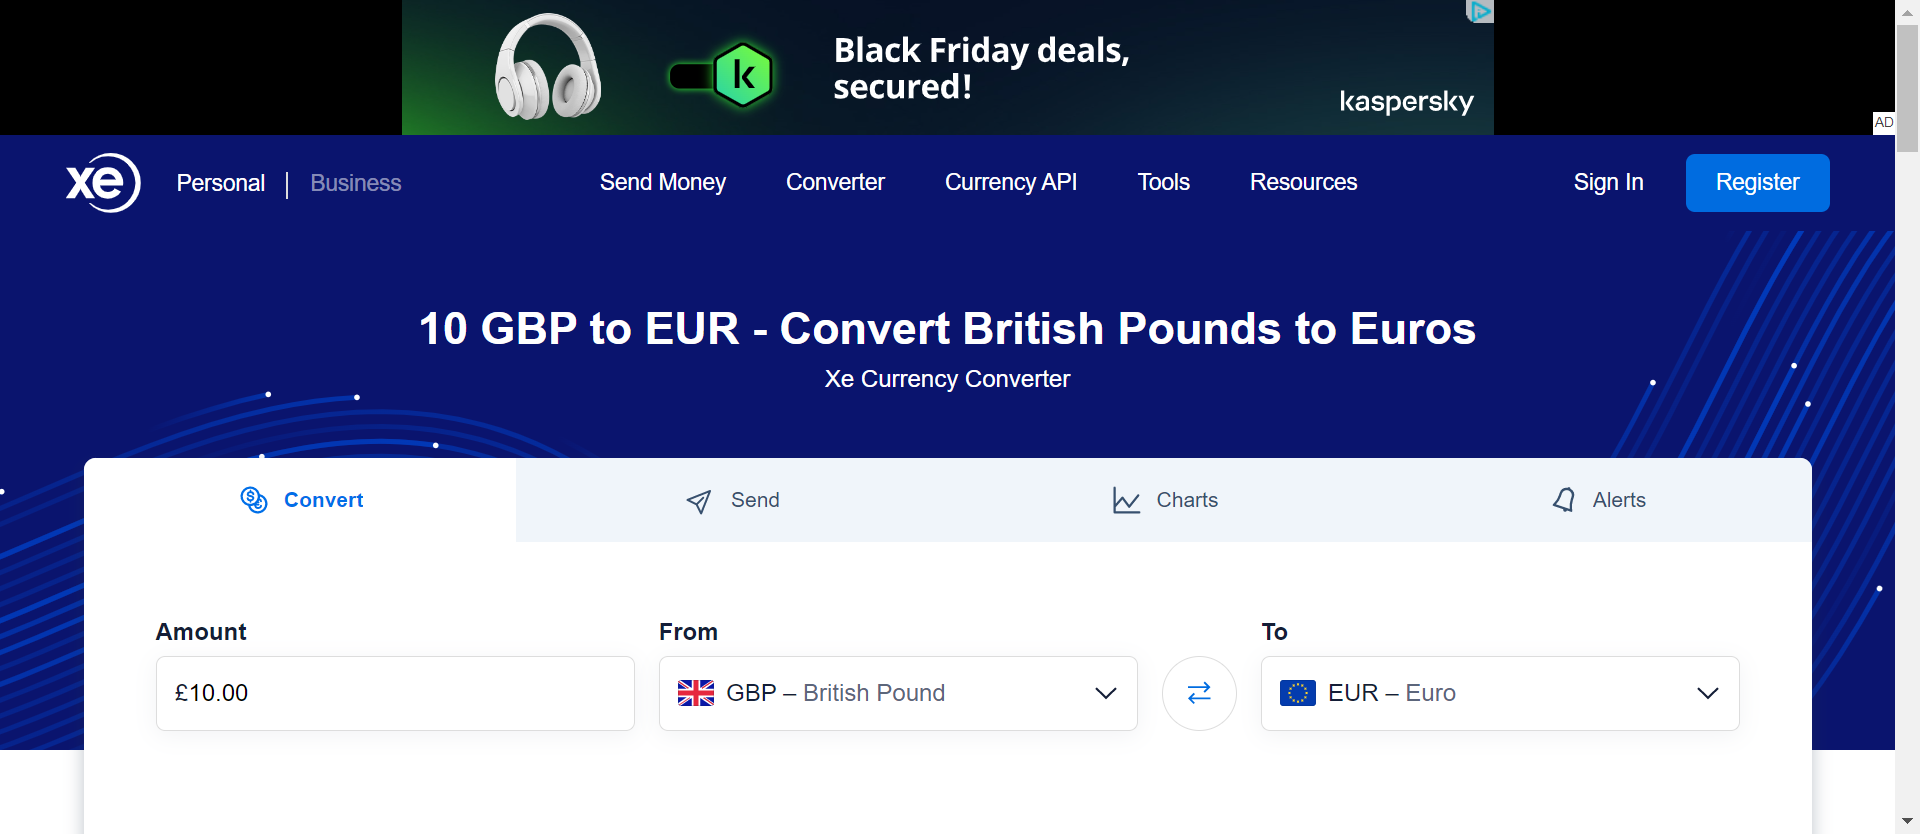 Black Friday deals,
secured!
kaspersky
AD
xe
Personal | Business
Send Money
Converter
Currency API
Tools
Resources
Sign In
Register
10 GBP to EUR - Convert British Pounds to Euros
Xe Currency Converter
Convert
Send
Charts
Alerts
Amount
From
To
£10.00
GBP – British Pound
EUR – Euro